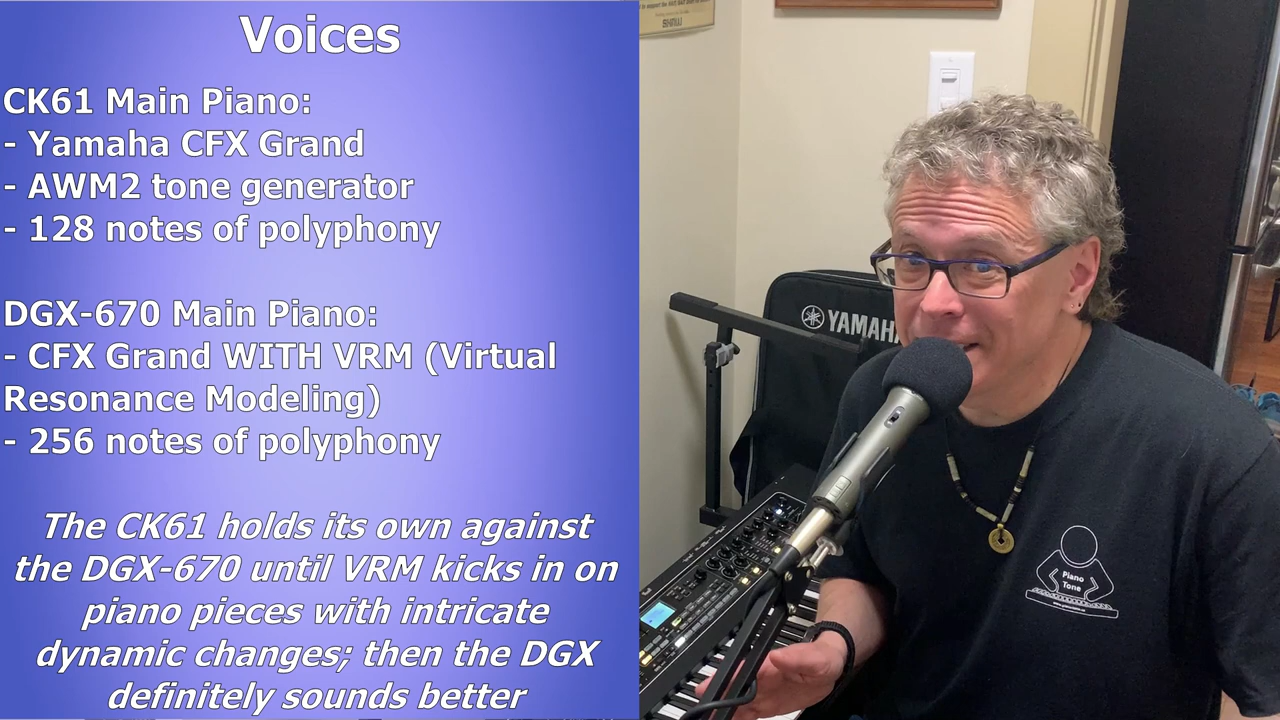 Voices
CK61 Main Piano:
- Yamaha CFX Grand
- AWM2 tone generator
- 128 notes of polyphony
DGX-670 Main Piano:
- CFX Grand WITH VRM (Virtual
Resonance Modeling)
- 256 notes of polyphony
The CK61 holds its own against
the DGX-670 until VRM kicks in on
piano pieces with intricate
dynamic changes; then the DGX
definitely sounds better
YAMAHA
Piano
Tone